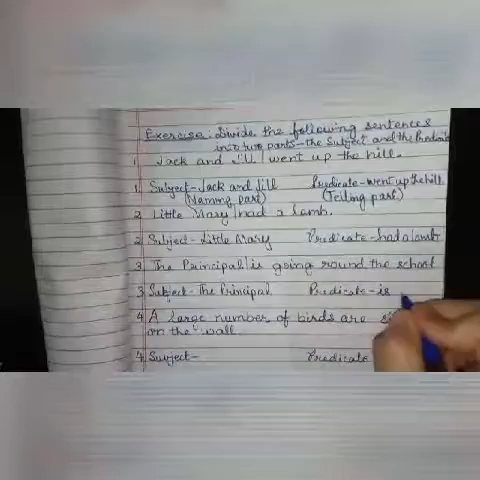 Exercise: Divide the following sentences
into two parts - the Subject and the Predica
1. Jack and Jill / went up the hill.
1. Subject - Jack and Jill Predicate - went up the hill
(Naming part) (Telling part)
2 Little Mary / had a lamb.
2 Subject - Little Mary Predicate - had a lamb
3 The Principal / is going round the school
3 Subject - The Principal Predicate - is
4 A large number of birds are
on the wall
4 Subject - Predicate